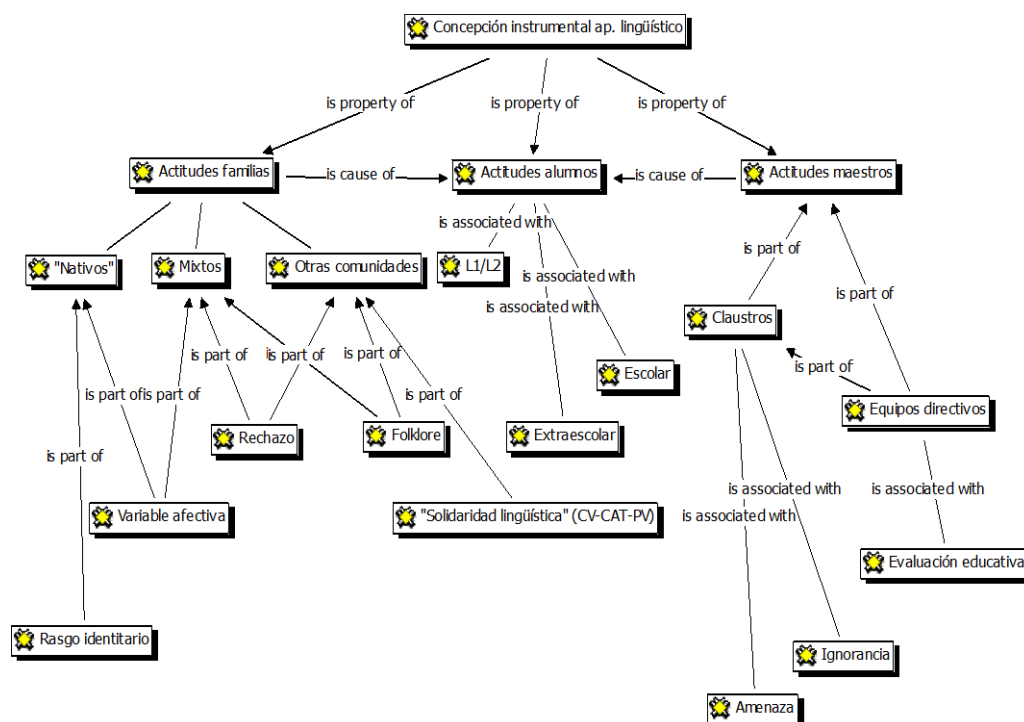 Concepción instrumental ap. lingüístico
is property of
is property of
is property of
Actitudes familias
is cause of
Actitudes alumnos
is cause of
Actitudes maestros
is associated with
is part of
"Nativos"
Mixtos
Otras comunidades
L1/L2
is associated with
is part of
is associated with
Claustros
is part of
is part of
is part of
is part of
Escolar
is part of
is part of
is part of
Equipos directivos
Rechazo
Folklore
Extraescolar
is part of
is associated with
is associated with
Variable afectiva
"Solidaridad lingüística" (CV-CAT-PV)
is associated with
Evaluación educativa
Rasgo identitario
Ignorancia
Amenaza